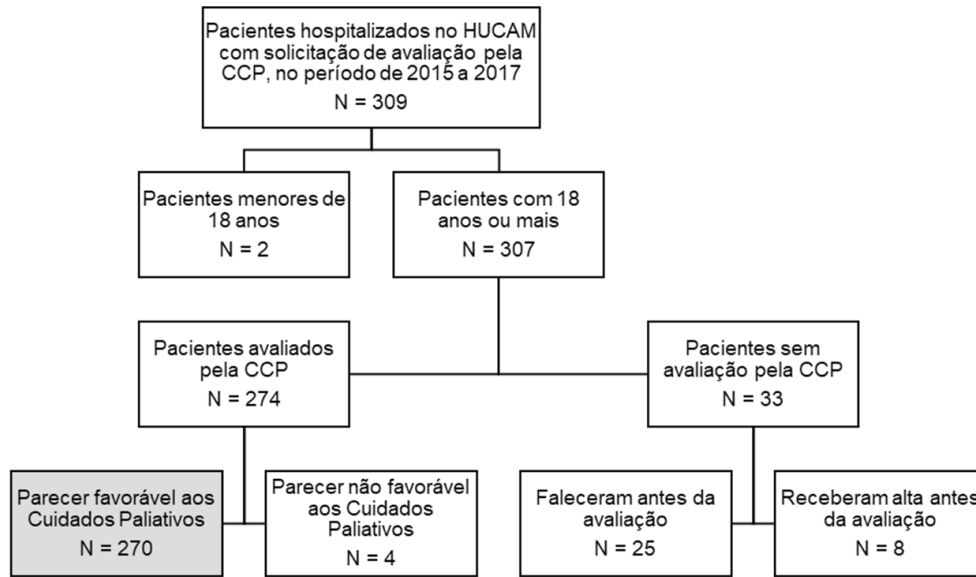 Pacientes hospitalizados no HUCAM
com solicitação de avaliação pela
CCP, no período de 2015 a 2017
N = 309
Pacientes menores de
18 anos
N = 2
Pacientes com 18
anos ou mais
N = 307
Pacientes avaliados
pela CCP
N = 274
Pacientes sem
avaliação pela CCP
N = 33
Parecer favorável aos
Cuidados Paliativos
N = 270
Parecer não favorável
aos Cuidados
Paliativos
N = 4
Faleceram antes da
avaliação
N = 25
Receberam alta antes
da avaliação
N = 8